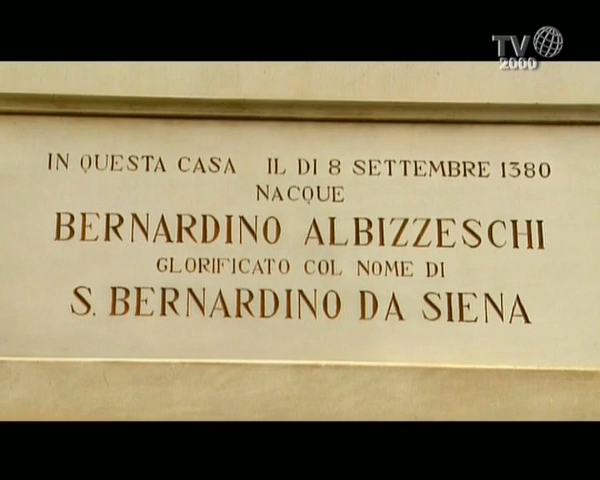 TV
2000
IN QUESTA CASA IL DI 8 SETTEMBRE 1380
NACQUE
BERNARDINO ALBIZZESCHI
GLORIFICATO COL NOME DI
S. BERNARDINO DA SIENA